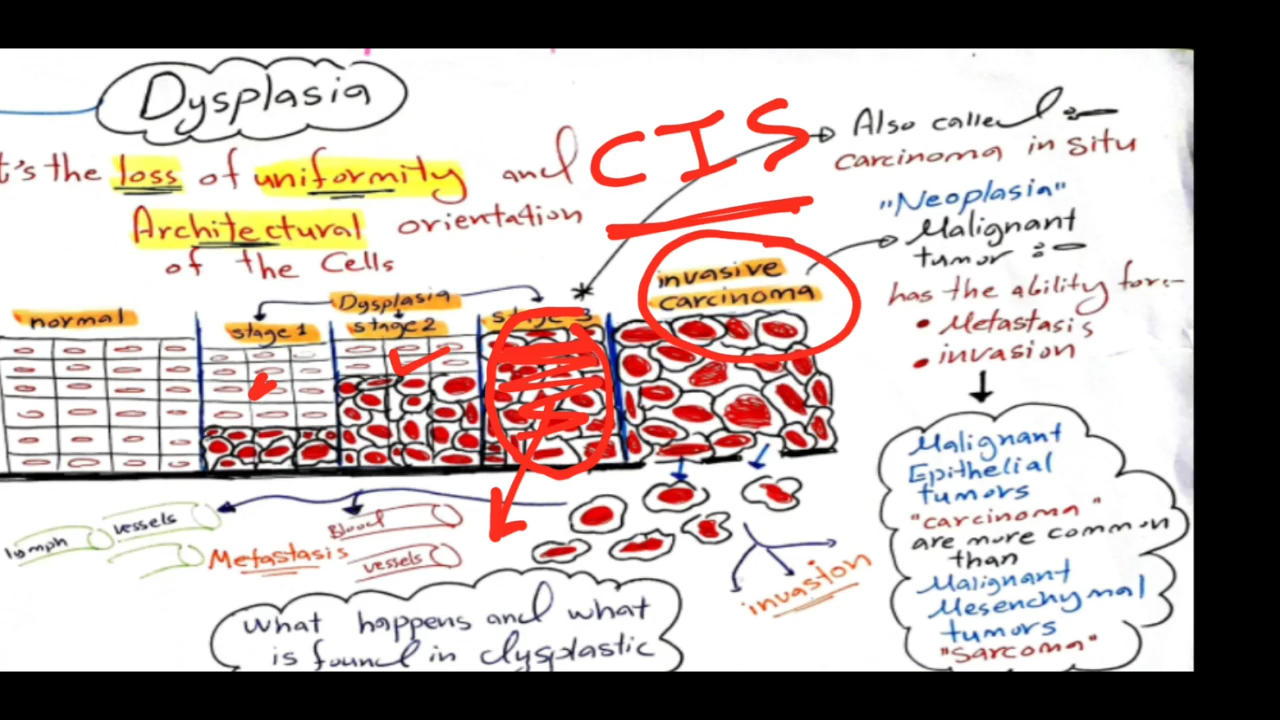 Dysplasia
t's the loss of uniformity and
Architectural orientation
of the Cells
CIS
Also called :-
carcinoma in situ
"Neoplasia"
Malignant
tumor :-
has the ability for:-
• Metastasis
• invasion
Malignant
Epithelial
tumors
"carcinoma"
are more common
than
Malignant
Mesenchymal
tumors
"Sarcoma"
invasive
carcinoma
Dysplasia
normal
stage 1
stage 2
stage 3
lymph vessels
Blood
vessels
Metastasis
invasion
What happens and what
is found in dysplastic